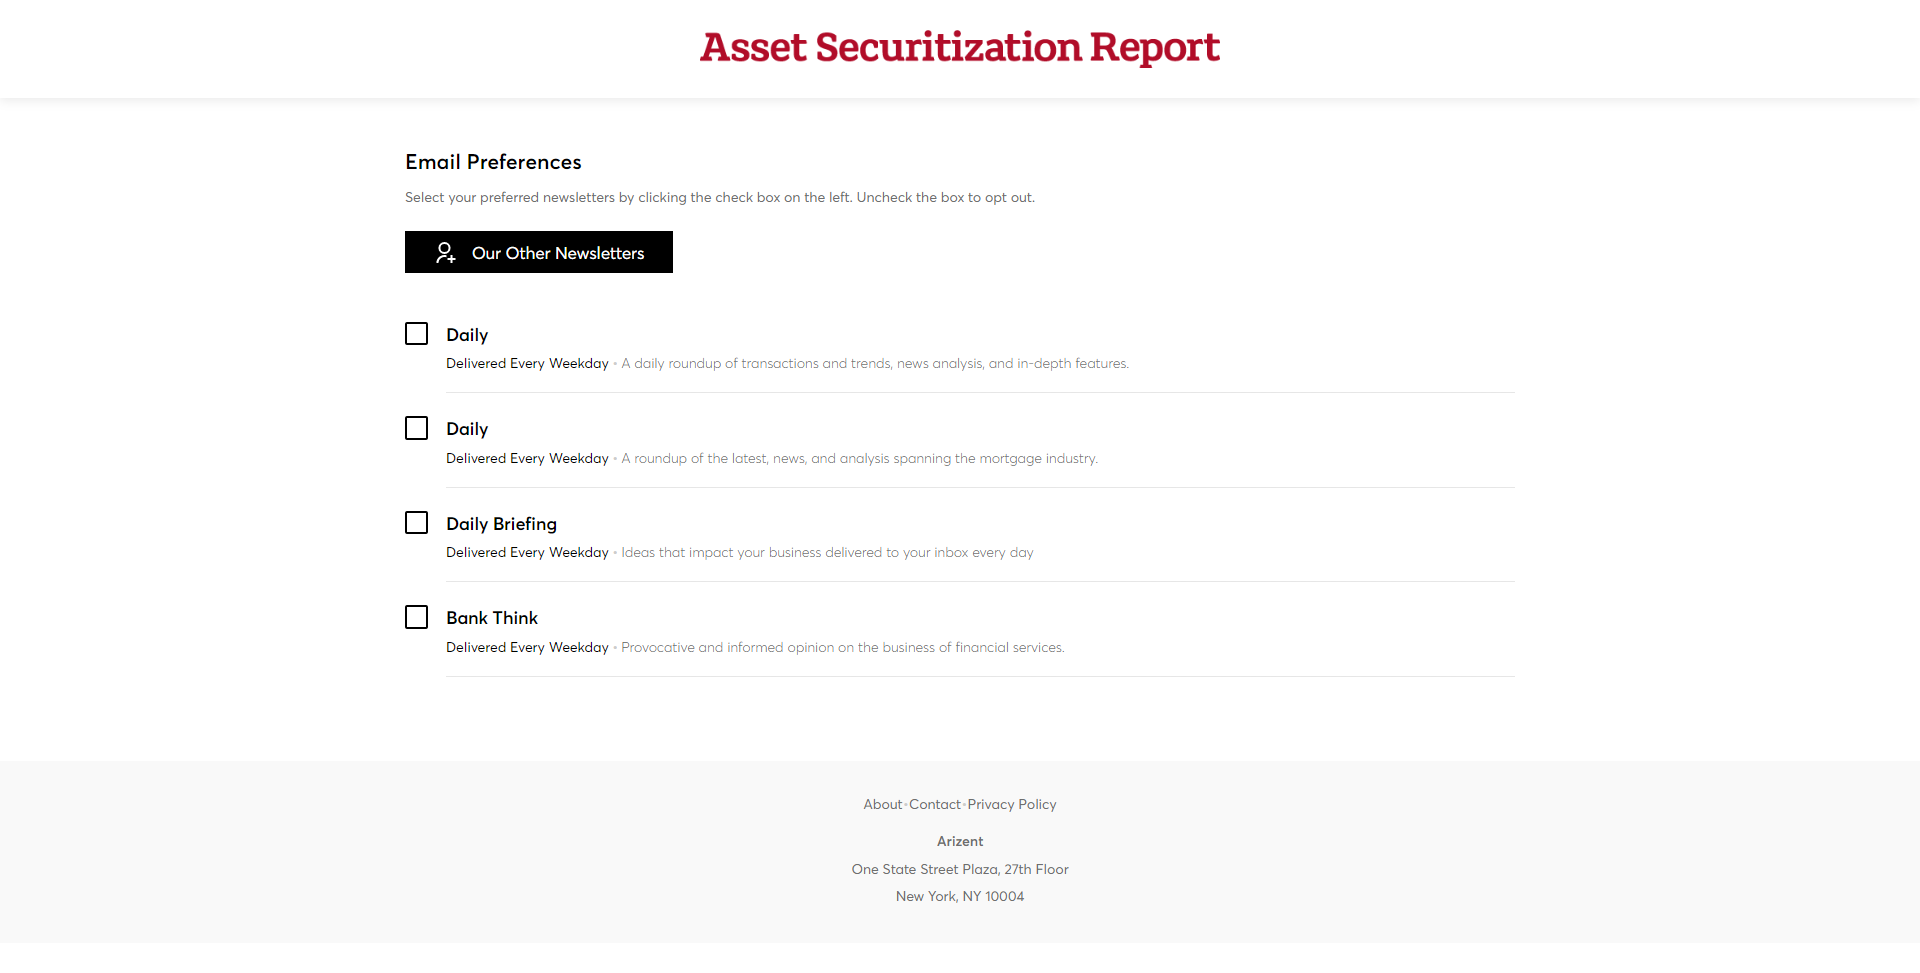 Asset Securitization Report
Email Preferences
Select your preferred newsletters by clicking the check box on the left. Uncheck the box to opt out.
Our Other Newsletters
Daily
Delivered Every Weekday • A daily roundup of transactions and trends, news analysis, and in-depth features.
Daily
Delivered Every Weekday • A roundup of the latest, news, and analysis spanning the mortgage industry.
Daily Briefing
Delivered Every Weekday • Ideas that impact your business delivered to your inbox every day
Bank Think
Delivered Every Weekday • Provocative and informed opinion on the business of financial services.
About•Contact•Privacy Policy
Arizent
One State Street Plaza, 27th Floor
New York, NY 10004